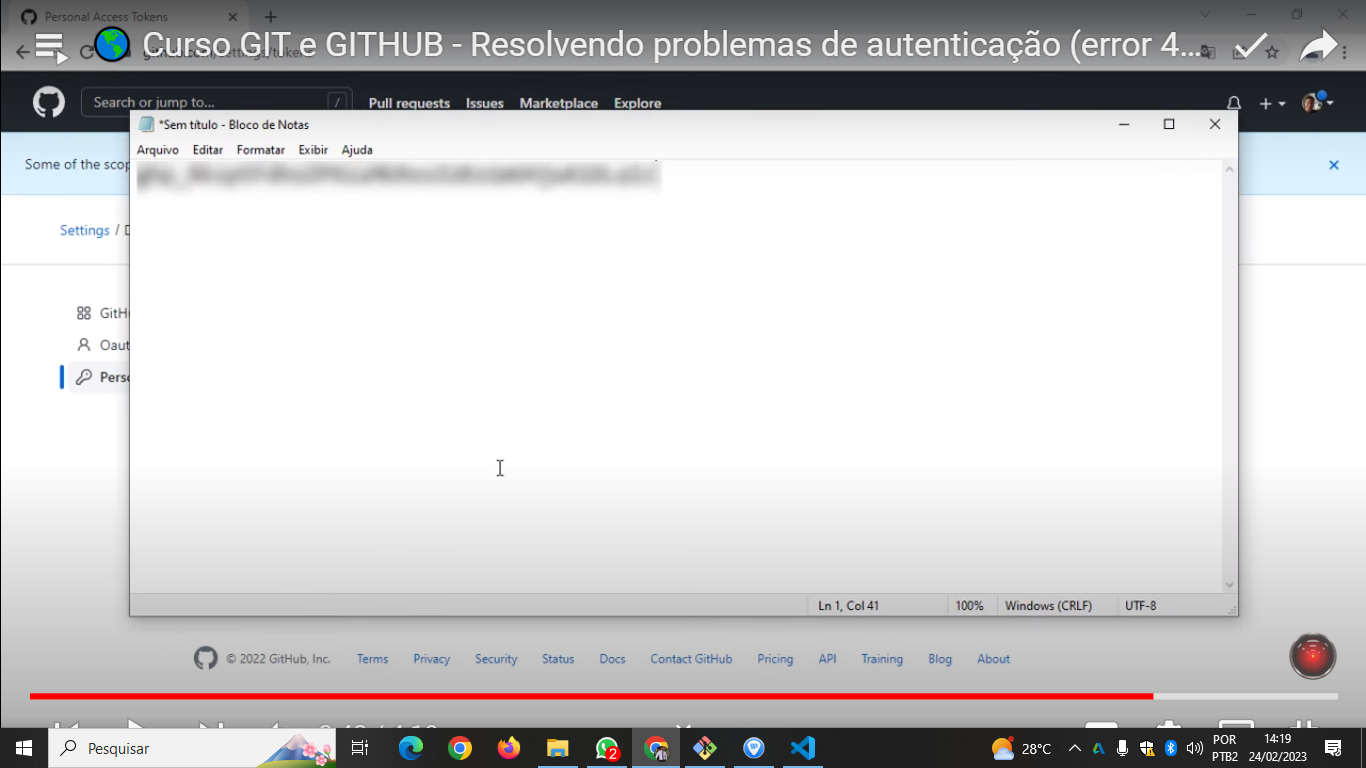 Personal Access Tokens
Curso GIT e GITHUB - Resolvendo problemas de autenticação (error 4...
Search or jump to... /
Pull requests Issues Marketplace Explore
*Sem título - Bloco de Notas
Arquivo Editar Formatar Exibir Ajuda
Some of the scop
Settings / D
GitH
Oaut
Perso
Ln 1, Col 41 100% Windows (CRLF) UTF-8
© 2022 GitHub, Inc. Terms Privacy Security Status Docs Contact GitHub Pricing API Training Blog About
Pesquisar
2
28°C
POR
PTB2
14:19
24/02/2023